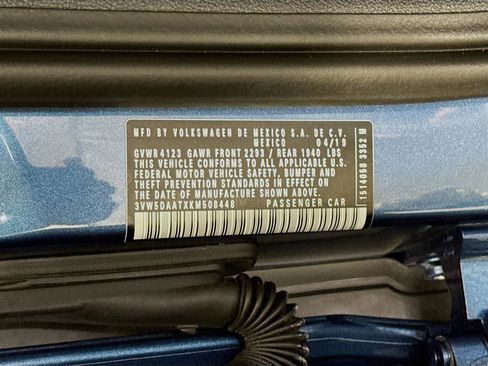 MFD BY VOLKSWAGEN DE MEXICO S.A. DE C.V.
MEXICO 04/19
GVWR 4123 GAWR FRONT 2293 / REAR 1940 LBS
THIS VEHICLE CONFORMS TO ALL APPLICABLE U.S.
FEDERAL MOTOR VEHICLE SAFETY, BUMPER, AND
THEFT PREVENTION STANDARDS IN EFFECT ON THE
DATE OF MANUFACTURE SHOWN ABOVE.
3VW5DAATXKM508448 PASSENGER CAR
1514058 3352 M